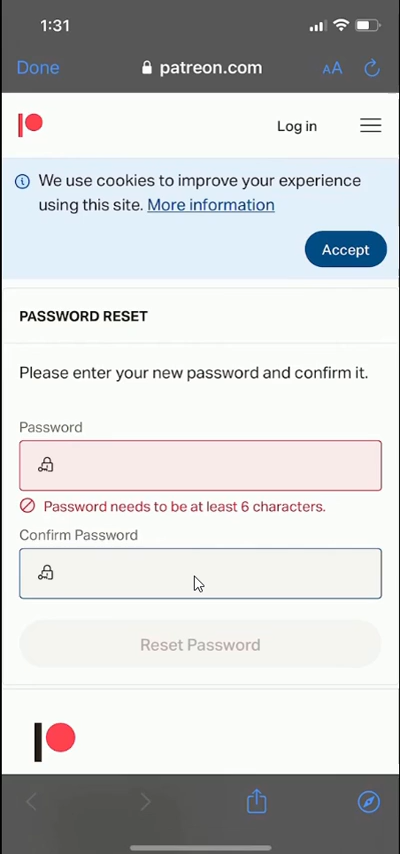 1:31
Done
patreon.com
AA
Log in
We use cookies to improve your experience
using this site. More information
Accept
PASSWORD RESET
Please enter your new password and confirm it.
Password
Password needs to be at least 6 characters.
Confirm Password
Reset Password